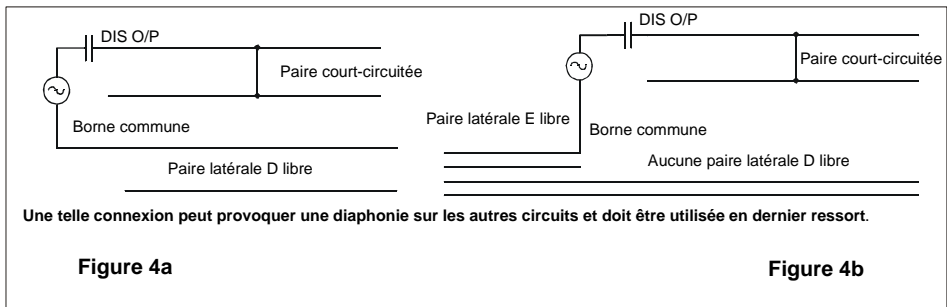 DIS O/P
Paire court-circuitée
Borne commune
Paire latérale D libre
DIS O/P
Paire court-circuitée
Paire latérale E libre
Borne commune
Aucune paire latérale D libre
Une telle connexion peut provoquer une diaphonie sur les autres circuits et doit être utilisée en dernier ressort.
Figure 4a
Figure 4b